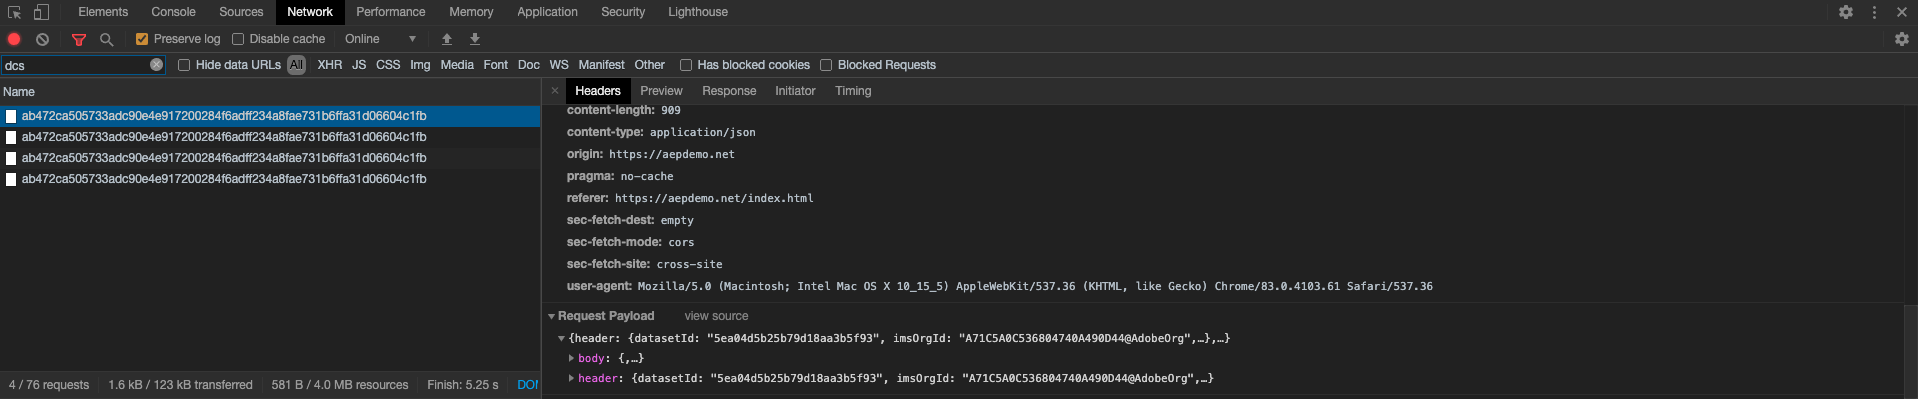 Elements Console Sources Network Performance Memory Application Security Lighthouse
Preserve log Disable cache Online
dcs Hide data URLs All XHR JS CSS Img Media Font Doc WS Manifest Other Has blocked cookies Blocked Requests
Name
ab472ca505733adc90e4e917200284f6adff234a8fae731b6ffa31d06604c1fb
ab472ca505733adc90e4e917200284f6adff234a8fae731b6ffa31d06604c1fb
ab472ca505733adc90e4e917200284f6adff234a8fae731b6ffa31d06604c1fb
ab472ca505733adc90e4e917200284f6adff234a8fae731b6ffa31d06604c1fb
4 / 76 requests 1.6 kB / 123 kB transferred 581 B / 4.0 MB resources Finish: 5.25 s DON
Headers Preview Response Initiator Timing
content-length: 909
content-type: application/json
origin: https://aepdemo.net
pragma: no-cache
referer: https://aepdemo.net/index.html
sec-fetch-dest: empty
sec-fetch-mode: cors
sec-fetch-site: cross-site
user-agent: Mozilla/5.0 (Macintosh; Intel Mac OS X 10_15_5) AppleWebKit/537.36 (KHTML, like Gecko) Chrome/83.0.4103.61 Safari/537.36
Request Payload view source
{header: {datasetId: "5ea04d5b25b79d18aa3b5f93", imsOrgId: "A71C5A0C536804740A490D44@AdobeOrg",…},…}
body: {,…}
header: {datasetId: "5ea04d5b25b79d18aa3b5f93", imsOrgId: "A71C5A0C536804740A490D44@AdobeOrg",…}